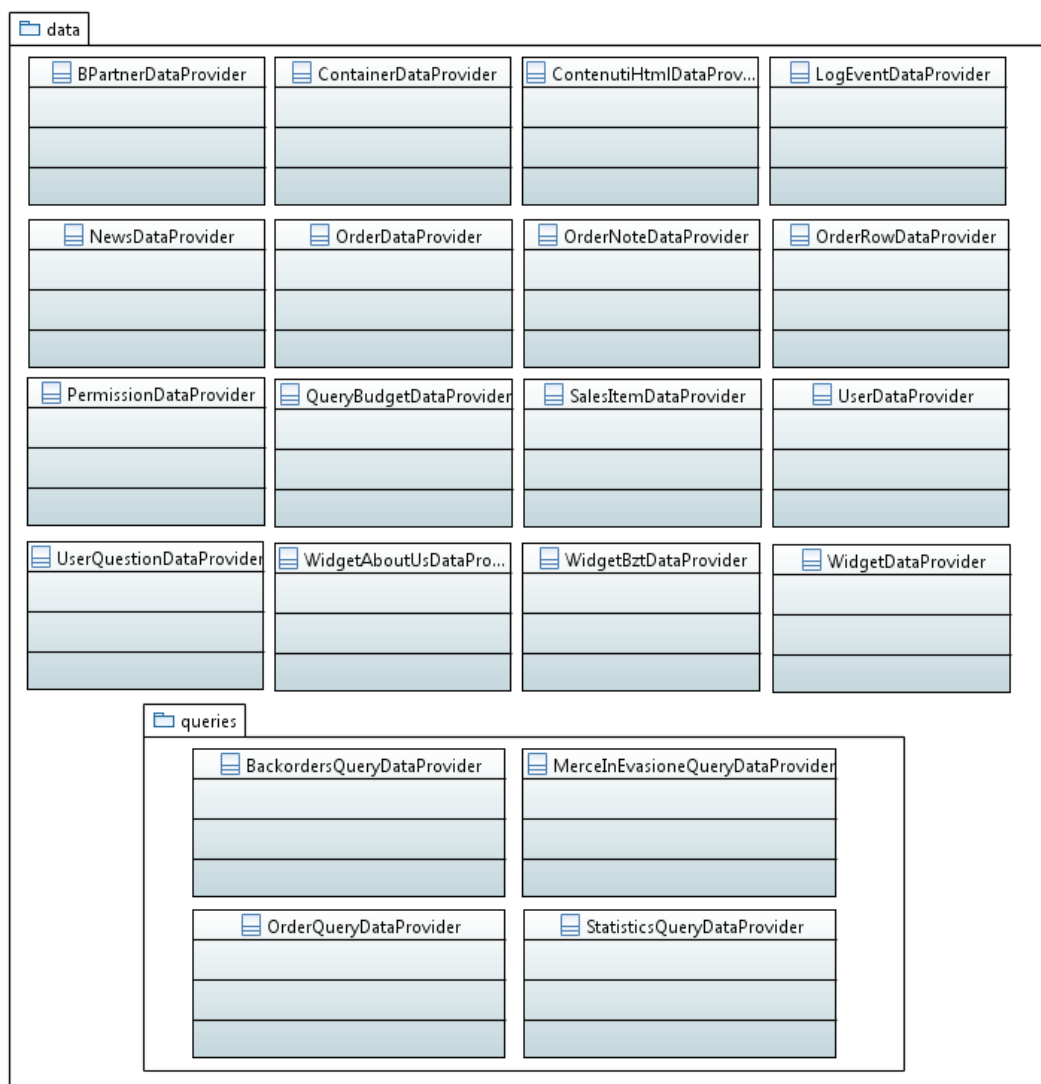 data
BPartnerDataProvider
ContainerDataProvider
ContenutiHtmlDataProv...
LogEventDataProvider
NewsDataProvider
OrderDataProvider
OrderNoteDataProvider
OrderRowDataProvider
PermissionDataProvider
QueryBudgetDataProvider
SalesItemDataProvider
UserDataProvider
UserQuestionDataProvider
WidgetAboutUsDataPro...
WidgetBztDataProvider
WidgetDataProvider
queries
BackordersQueryDataProvider
MerceInEvasioneQueryDataProvider
OrderQueryDataProvider
StatisticsQueryDataProvider